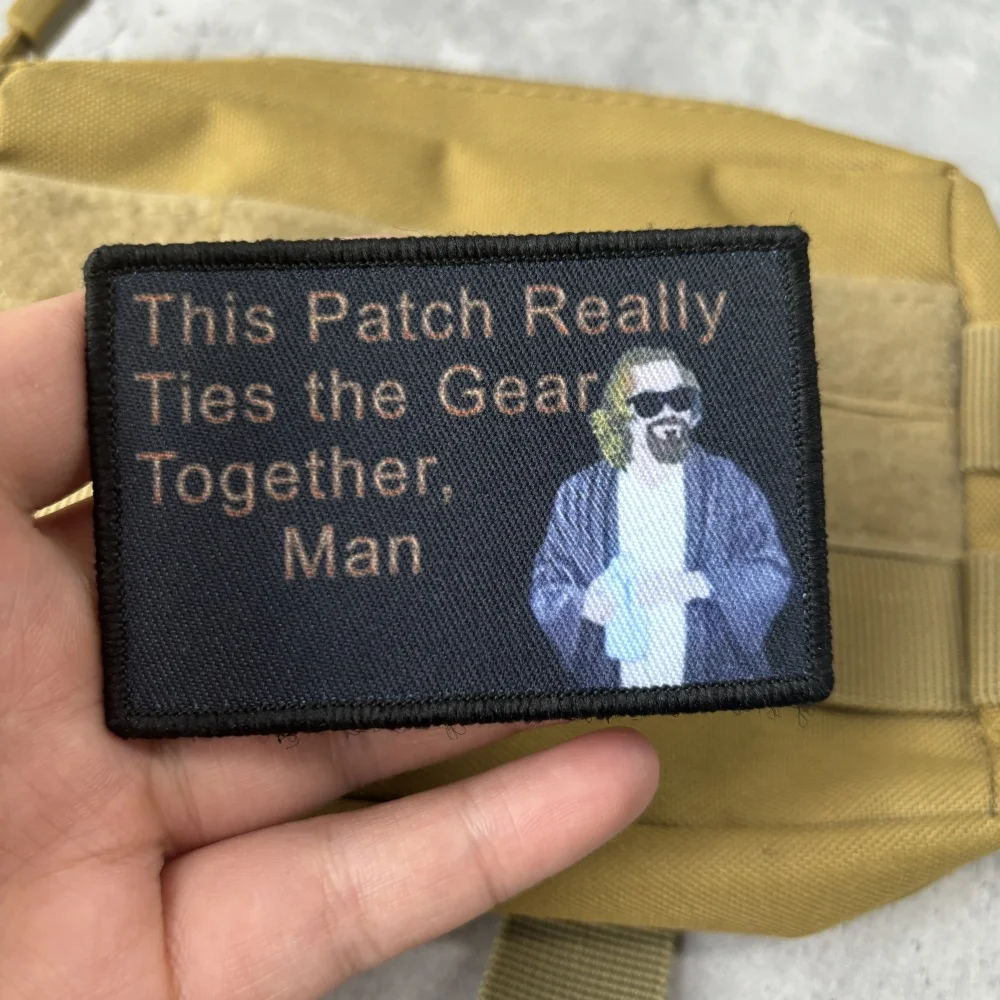 This Patch Really
Ties the Gear
Together,
Man